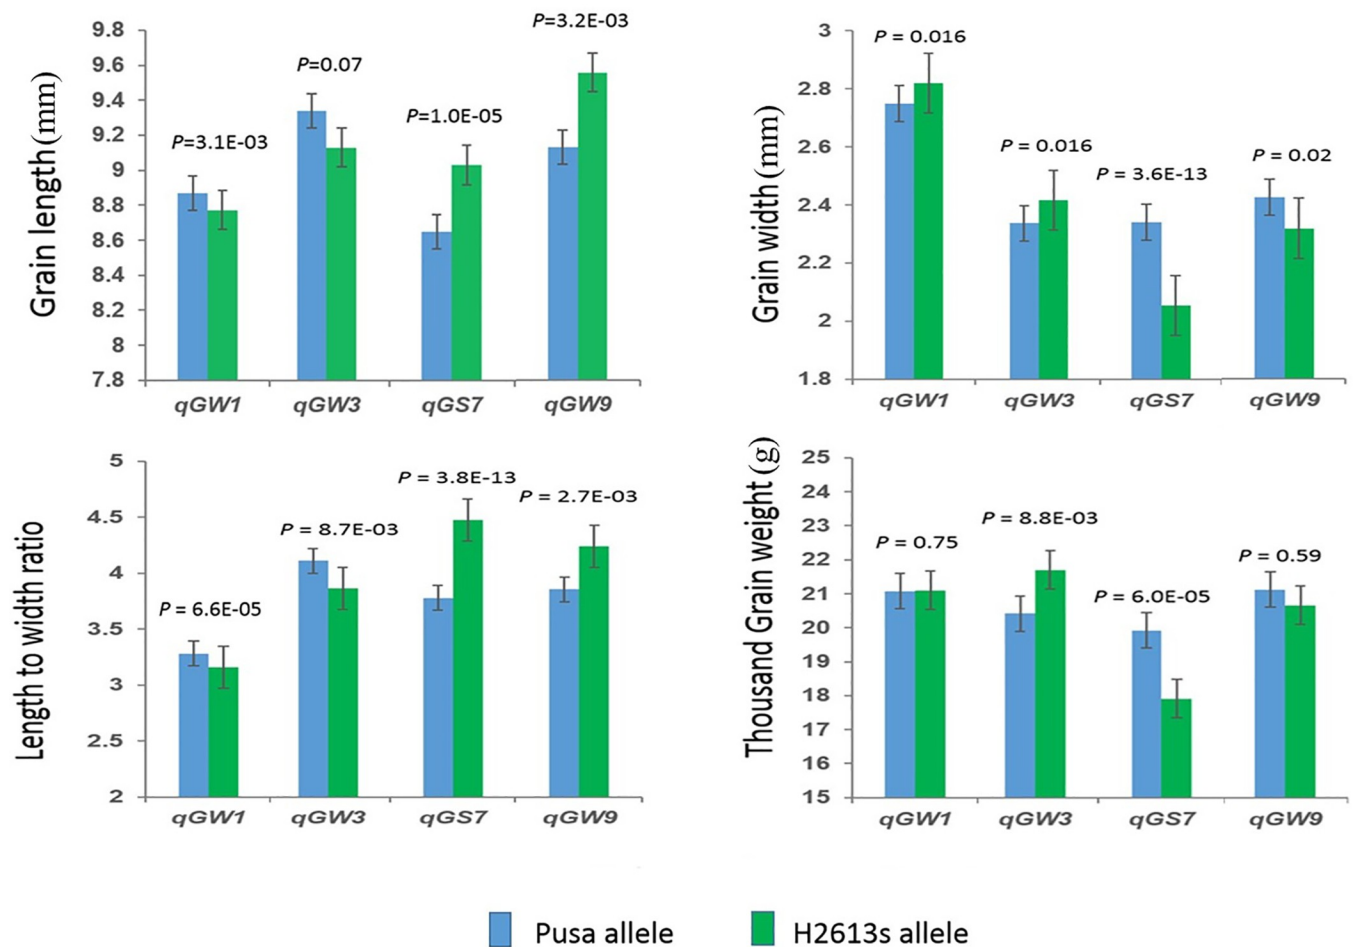 Grain length(mm)
9.8
9.6
9.4
9.2
9
8.8
8.6
8.4
8.2
8
7.8
P=3.1E-03
P=0.07
P=1.0E-05
P=3.2E-03
qGW1 qGW3 qGS7 qGW9
Grain width(mm)
3
2.8
2.6
2.4
2.2
2
1.8
P = 0.016
P = 0.016
P = 3.6E-13
P = 0.02
qGW1 qGW3 qGS7 qGW9
Length to width ratio
5
4.5
4
3.5
3
2.5
2
P = 6.6E-05
P = 8.7E-03
P = 3.8E-13
P = 2.7E-03
qGW1 qGW3 qGS7 qGW9
Thousand Grain weight(g)
25
24
23
22
21
20
19
18
17
16
15
P = 0.75
P = 8.8E-03
P = 6.0E-05
P = 0.59
qGW1 qGW3 qGS7 qGW9
Pusa allele
H2613s allele